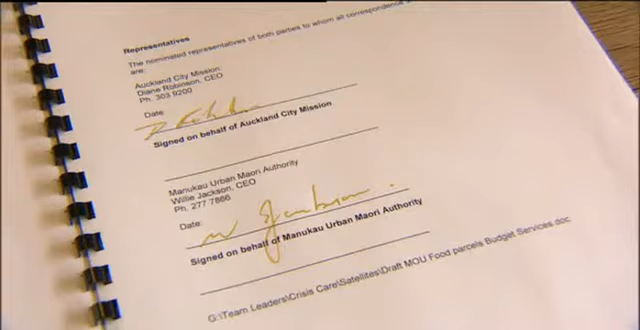 Representatives
The nominated representatives of both parties to whom all correspondence
are:
Auckland City Mission:
Diane Robinson, CEO
Ph. 303 9200
Date:
Signed on behalf of Auckland City Mission
Manukau Urban Maori Authority
Willie Jackson, CEO
Ph. 277 7866
Date:
Signed on behalf of Manukau Urban Maori Authority
G:\Team Leaders\Crisis Care\Satellites\Draft MOU Food parcels Budget Services.doc